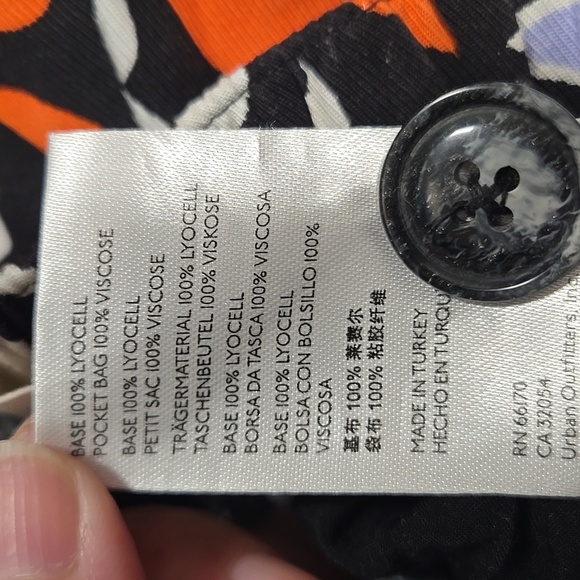 BASE 100% LYOCELL
POCKET BAG 100% VISCOSE
BASE 100% LYOCELL
PETIT SAC 100% VISCOSE
TRÄGERMATERIAL 100% LYOCELL
TASCHENBEUTEL 100% VISKOSE
BASE 100% LYOCELL
BORSA DA TASCA 100% VISCOSA
BASE 100% LYOCELL
BOLSA CON BOLSILLO 100%
VISCOSA
基布 100% 莱赛尔
袋布 100% 粘胶纤维
MADE IN TURKEY
HECHO EN TURQU
RN 66170
CA 32054
Urban Outfitters, Inc